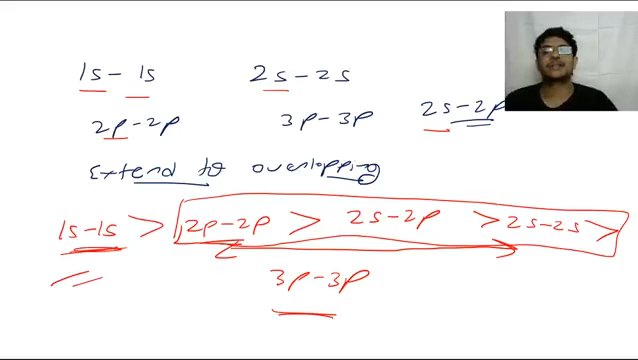 1s - 1s 2s - 2s
2p - 2p 3p - 3p 2s - 2p
Extend to overlopping
1s - 1s > 2p - 2p > 2s - 2p > 2s - 2s >
3p - 3p